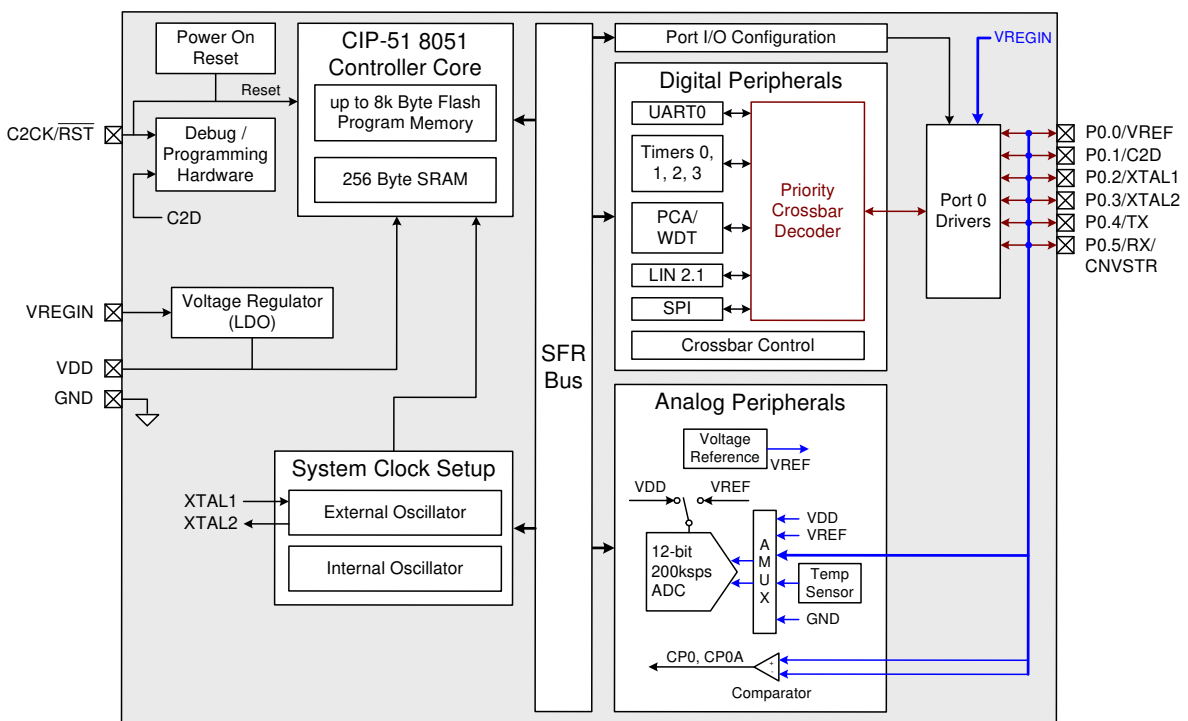 Power On
Reset
Reset
C2CK/RST
Debug /
Programming
Hardware
C2D
CIP-51 8051
Controller Core
up to 8k Byte Flash
Program Memory
256 Byte SRAM
VREGIN
Voltage Regulator
(LDO)
VDD
GND
System Clock Setup
XTAL1
XTAL2
External Oscillator
Internal Oscillator
SFR
Bus
Port I/O Configuration
Digital Peripherals
UART0
Timers 0,
1, 2, 3
PCA/
WDT
LIN 2.1
SPI
Priority
Crossbar
Decoder
Crossbar Control
Analog Peripherals
Voltage
Reference
VREF
VDD
VREF
12-bit
200ksps
ADC
A
M
U
X
VDD
VREF
Temp
Sensor
GND
CP0, CP0A
+
-
Comparator
VREGIN
Port 0
Drivers
P0.0/VREF
P0.1/C2D
P0.2/XTAL1
P0.3/XTAL2
P0.4/TX
P0.5/RX/
CNVSTR